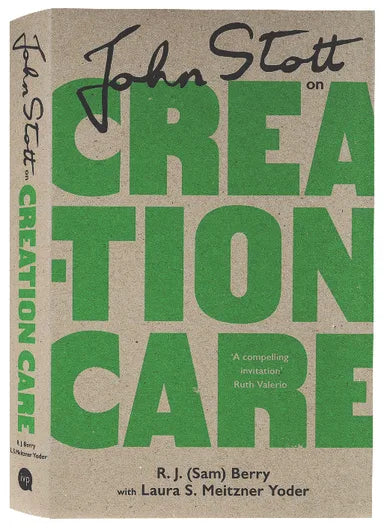 John Stott
on
CREA
-TION
CARE
'A compelling
invitation'
Ruth Valerio
R. J. (Sam) Berry
with Laura S. Meitzner Yoder
John Stott on CREATION CARE
R. J. Berry
L. S. Meitzner Yoder
ivp